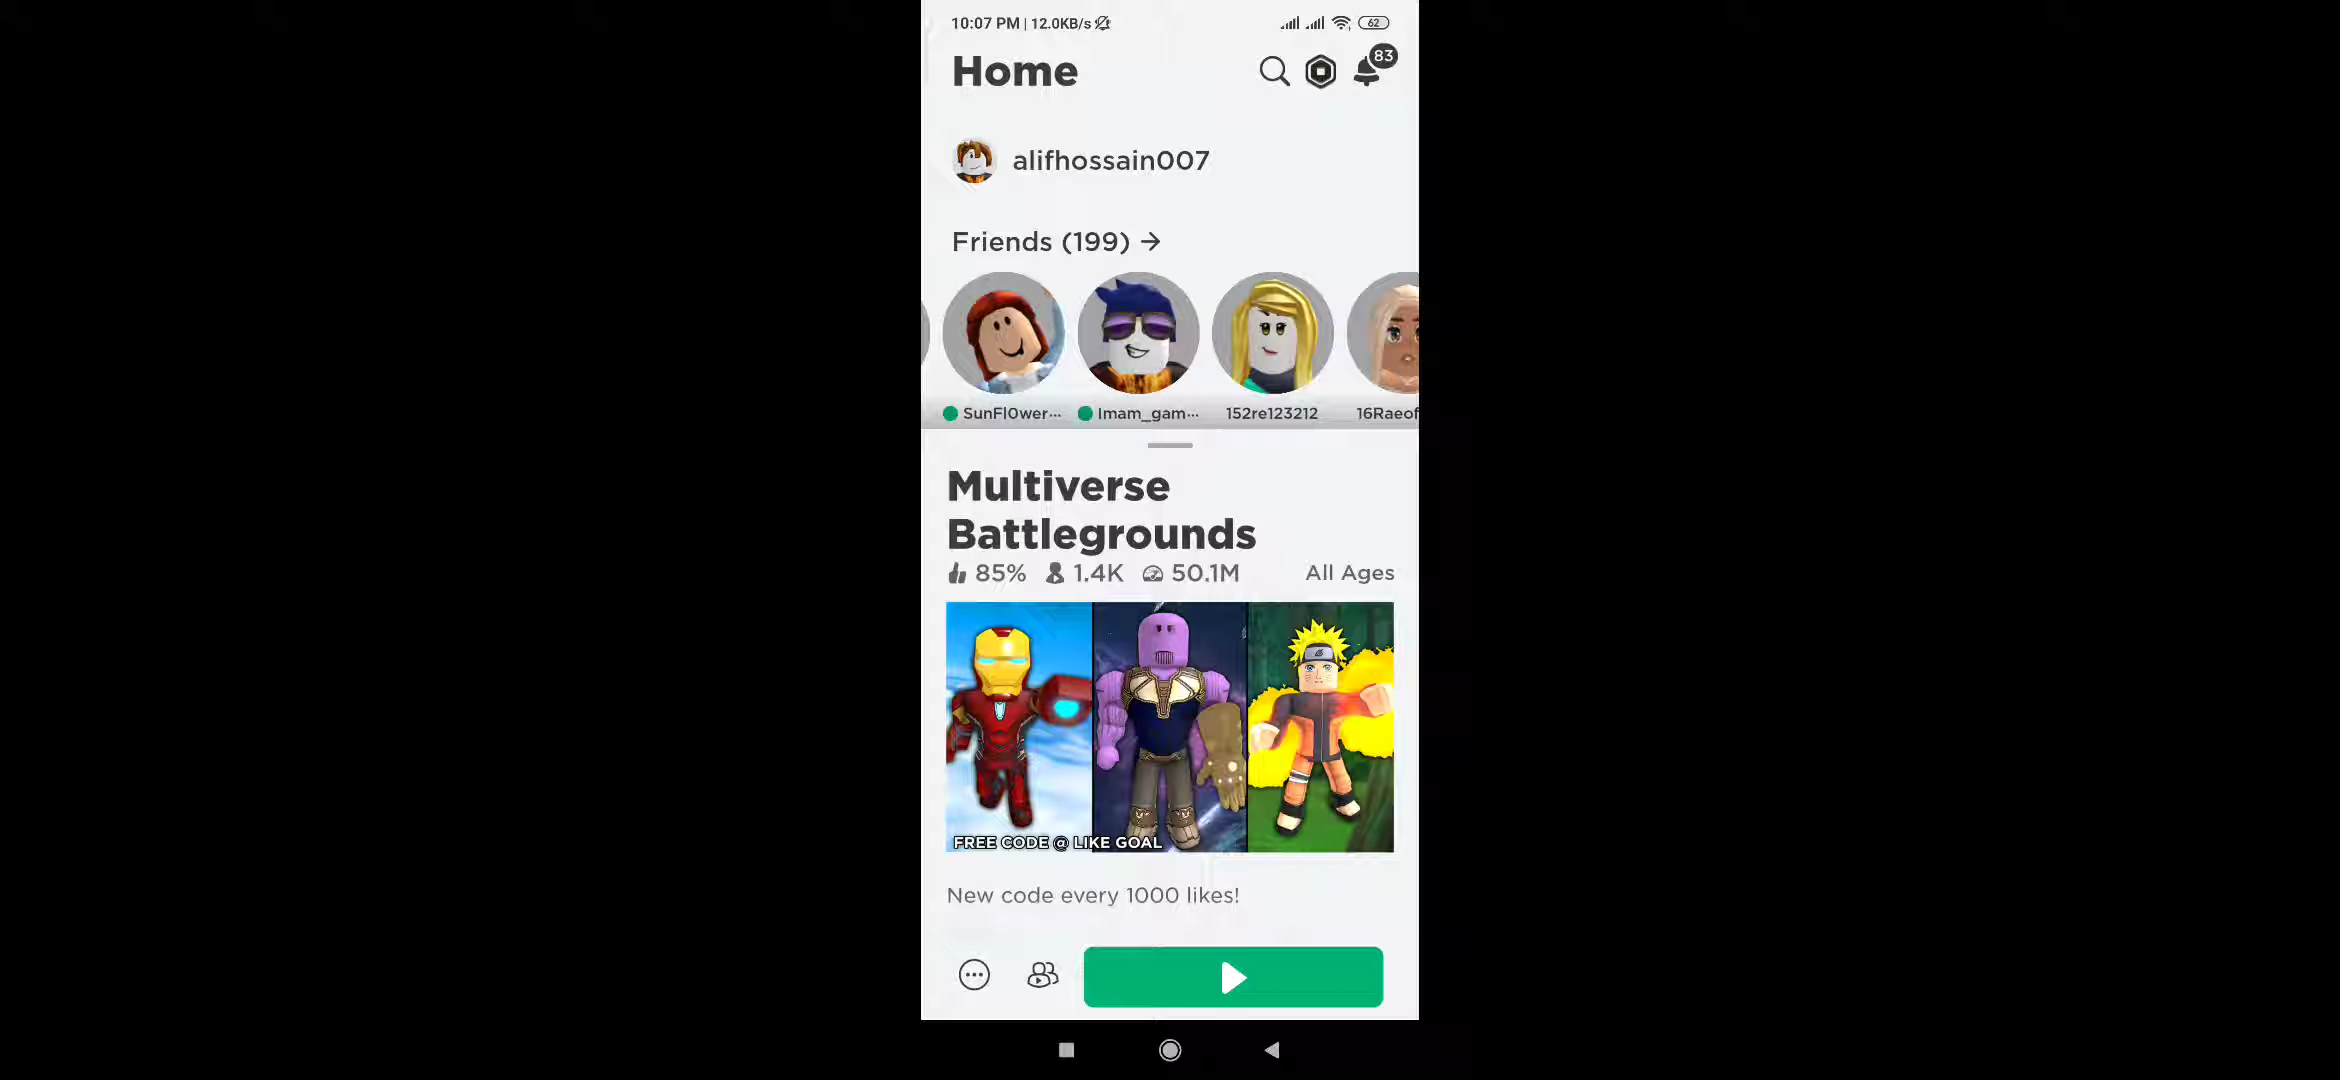 10:07 PM | 12.0KB/s
62
Home
83
alifhossain007
Friends (199) →
SunFl0wer...
Imam_gam...
152re123212
16Raeof
Multiverse
Battlegrounds
85%
1.4K
50.1M
All Ages
FREE CODE @ LIKE GOAL
New code every 1000 likes!